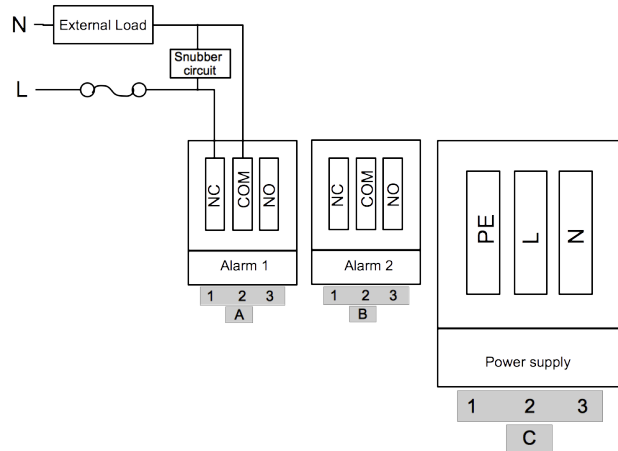 N
External Load
Snubber
circuit
L
NC
COM
NO
NC
COM
NO
PE
L
N
Alarm 1
Alarm 2
Power supply
1 2 3
A
1 2 3
B
1 2 3
C